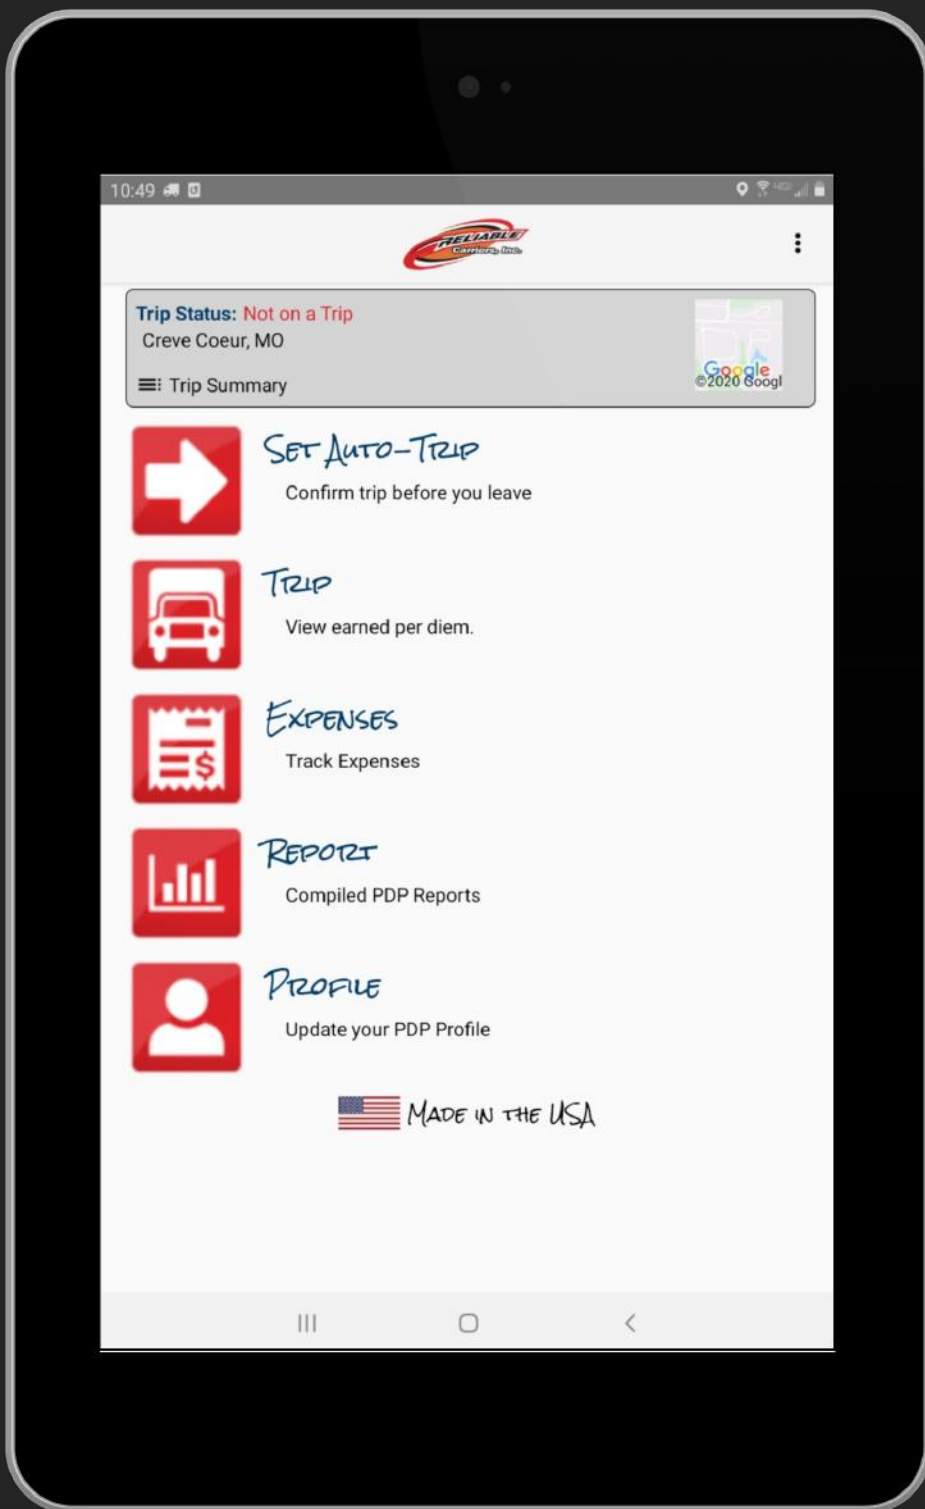 10:49
RELIABLE
Carriers, Inc.
Trip Status: Not on a Trip
Creve Coeur, MO
Trip Summary
Google
©2020 Googl
SET AUTO-TRIP
Confirm trip before you leave
TRIP
View earned per diem.
EXPENSES
Track Expenses
$
REPORT
Compiled PDP Reports
PROFILE
Update your PDP Profile
MADE IN THE USA